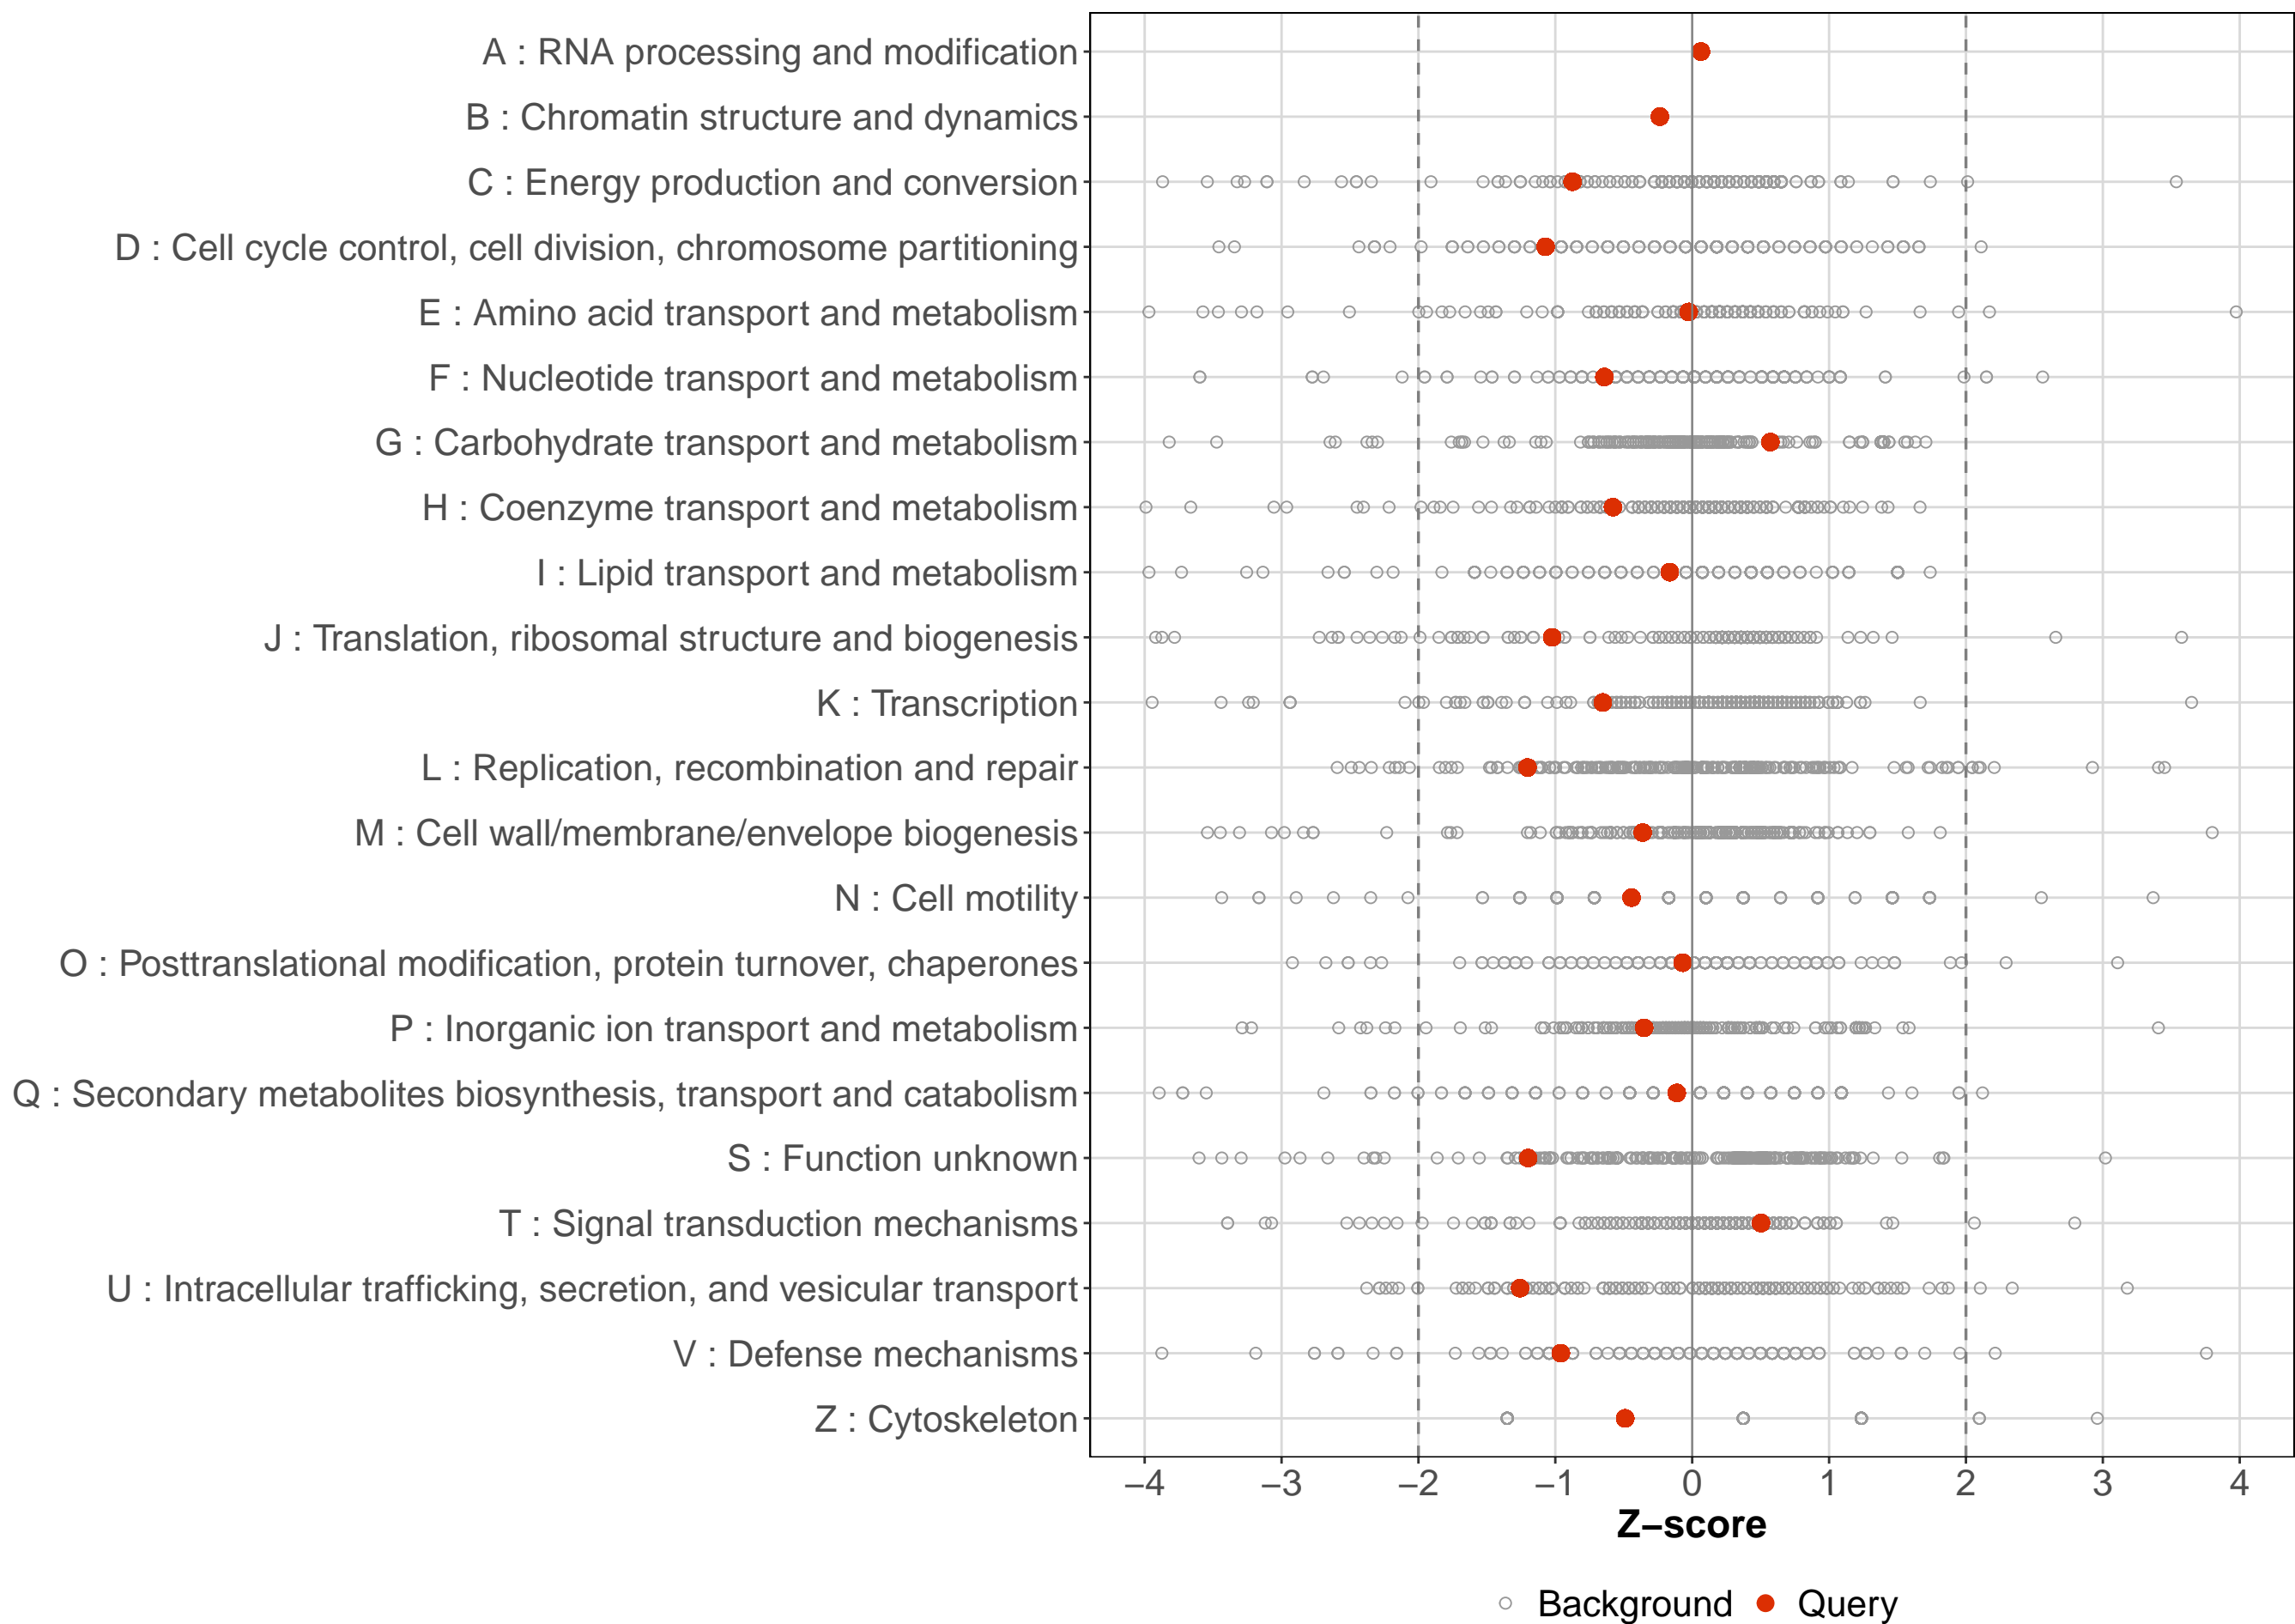 A : RNA processing and modification
B : Chromatin structure and dynamics
C : Energy production and conversion
D : Cell cycle control, cell division, chromosome partitioning
E : Amino acid transport and metabolism
F : Nucleotide transport and metabolism
G : Carbohydrate transport and metabolism
H : Coenzyme transport and metabolism
I : Lipid transport and metabolism
J : Translation, ribosomal structure and biogenesis
K : Transcription
L : Replication, recombination and repair
M : Cell wall/membrane/envelope biogenesis
N : Cell motility
O : Posttranslational modification, protein turnover, chaperones
P : Inorganic ion transport and metabolism
Q : Secondary metabolites biosynthesis, transport and catabolism
S : Function unknown
T : Signal transduction mechanisms
U : Intracellular trafficking, secretion, and vesicular transport
V : Defense mechanisms
Z : Cytoskeleton
−4 −3 −2 −1 0 1 2 3 4
Z−score
Background Query